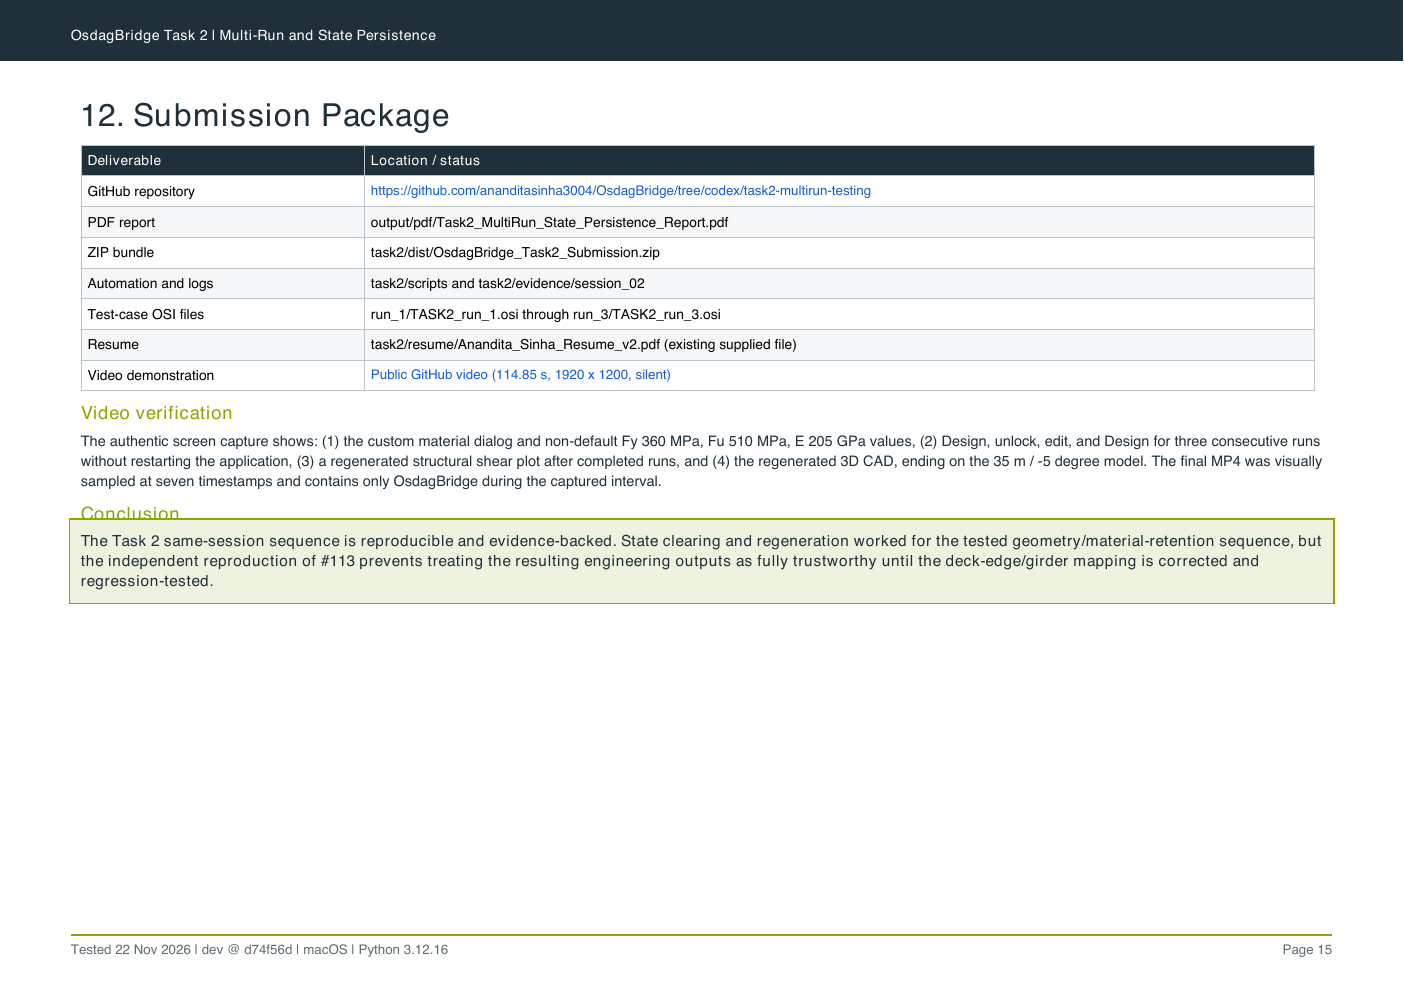 OsdagBridge Task 2 | Multi-Run and State Persistence
12. Submission Package
Deliverable Location / status
GitHub repository https://github.com/ananditasinha3004/OsdagBridge/tree/codex/task2-multirun-testing
PDF report output/pdf/Task2_MultiRun_State_Persistence_Report.pdf
ZIP bundle task2/dist/OsdagBridge_Task2_Submission.zip
Automation and logs task2/scripts and task2/evidence/session_02
Test-case OSI files run_1/TASK2_run_1.osi through run_3/TASK2_run_3.osi
Resume task2/resume/Anandita_Sinha_Resume_v2.pdf (existing supplied file)
Video demonstration Public GitHub video (114.85 s, 1920 x 1200, silent)
Video verification
The authentic screen capture shows: (1) the custom material dialog and non-default Fy 360 MPa, Fu 510 MPa, E 205 GPa values, (2) Design, unlock, edit, and Design for three consecutive runs
without restarting the application, (3) a regenerated structural shear plot after completed runs, and (4) the regenerated 3D CAD, ending on the 35 m / -5 degree model. The final MP4 was visually
sampled at seven timestamps and contains only OsdagBridge during the captured interval.
Conclusion
The Task 2 same-session sequence is reproducible and evidence-backed. State clearing and regeneration worked for the tested geometry/material-retention sequence, but
the independent reproduction of #113 prevents treating the resulting engineering outputs as fully trustworthy until the deck-edge/girder mapping is corrected and
regression-tested.
Tested 22 Nov 2026 | dev @ d74f56d | macOS | Python 3.12.16
Page 15